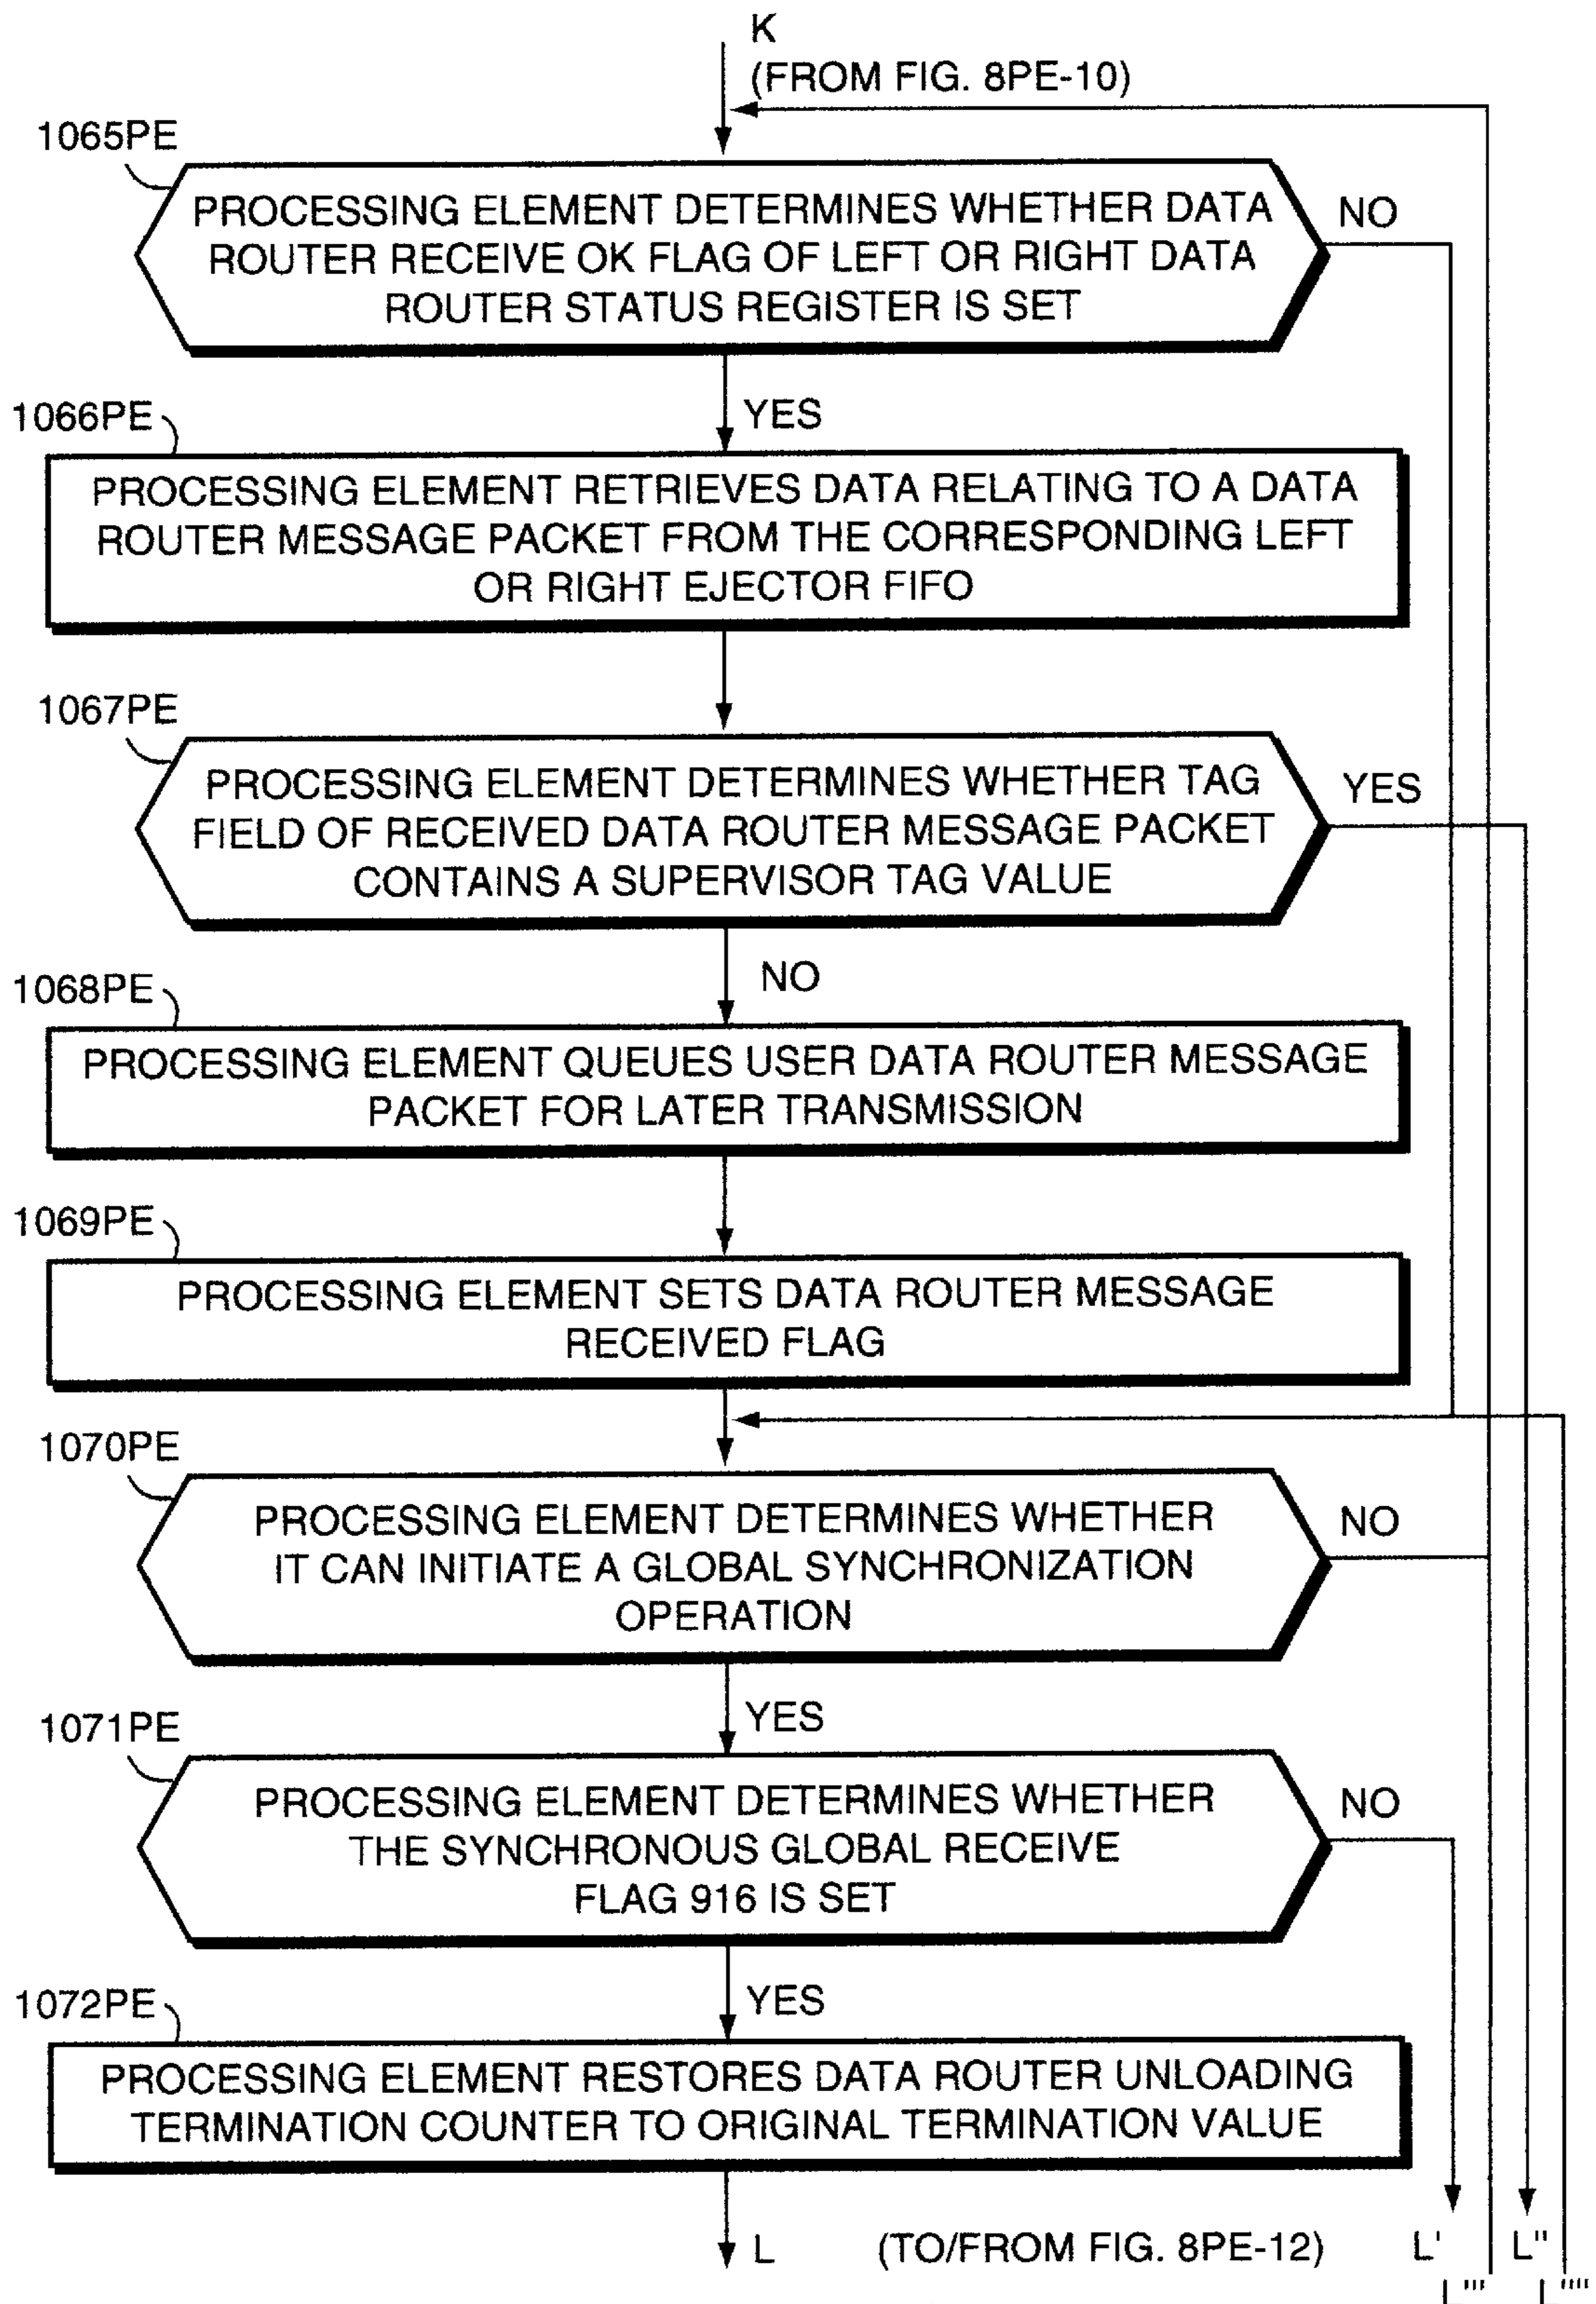 K
(FROM FIG. 8PE-10)
1065PE
PROCESSING ELEMENT DETERMINES WHETHER DATA
ROUTER RECEIVE OK FLAG OF LEFT OR RIGHT DATA
ROUTER STATUS REGISTER IS SET
NO
YES
1066PE
PROCESSING ELEMENT RETRIEVES DATA RELATING TO A DATA
ROUTER MESSAGE PACKET FROM THE CORRESPONDING LEFT
OR RIGHT EJECTOR FIFO
1067PE
PROCESSING ELEMENT DETERMINES WHETHER TAG
FIELD OF RECEIVED DATA ROUTER MESSAGE PACKET
CONTAINS A SUPERVISOR TAG VALUE
YES
NO
1068PE
PROCESSING ELEMENT QUEUES USER DATA ROUTER MESSAGE
PACKET FOR LATER TRANSMISSION
1069PE
PROCESSING ELEMENT SETS DATA ROUTER MESSAGE
RECEIVED FLAG
1070PE
PROCESSING ELEMENT DETERMINES WHETHER
IT CAN INITIATE A GLOBAL SYNCHRONIZATION
OPERATION
NO
YES
1071PE
PROCESSING ELEMENT DETERMINES WHETHER
THE SYNCHRONOUS GLOBAL RECEIVE
FLAG 916 IS SET
NO
YES
1072PE
PROCESSING ELEMENT RESTORES DATA ROUTER UNLOADING
TERMINATION COUNTER TO ORIGINAL TERMINATION VALUE
L (TO/FROM FIG. 8PE-12) L' L"
L''' L''''